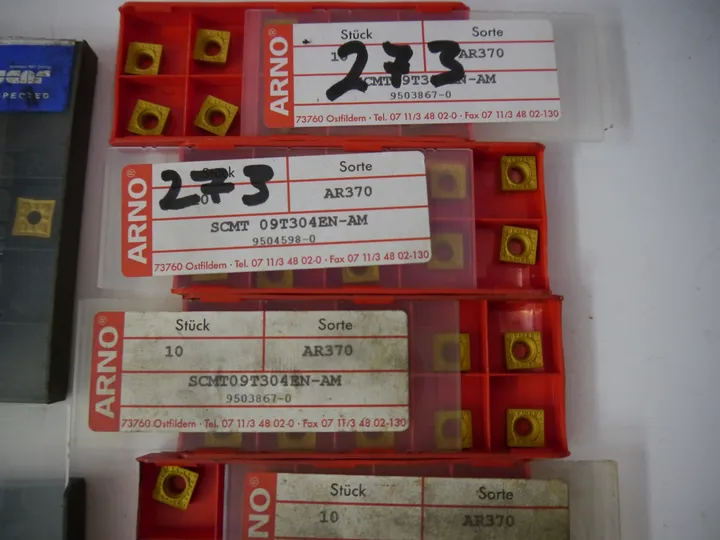 ARNO®
Stück Sorte
10 AR370
273
SCMT09T304EN-AM
9503867-0
73760 Ostfildern · Tel. 07 11/3 48 02-0 · Fax 07 11/3 48 02-130
ARNO®
Stück Sorte
10 AR370
273
SCMT 09T304EN-AM
9504598-0
73760 Ostfildern · Tel. 07 11/3 48 02-0 · Fax 07 11/3 48 02-130
ARNO®
Stück Sorte
10 AR370
SCMT09T304EN-AM
9503867-0
73760 Ostfildern · Tel. 07 11/3 48 02-0 · Fax 07 11/3 48 02-130
ARNO®
Stück Sorte
10 AR370